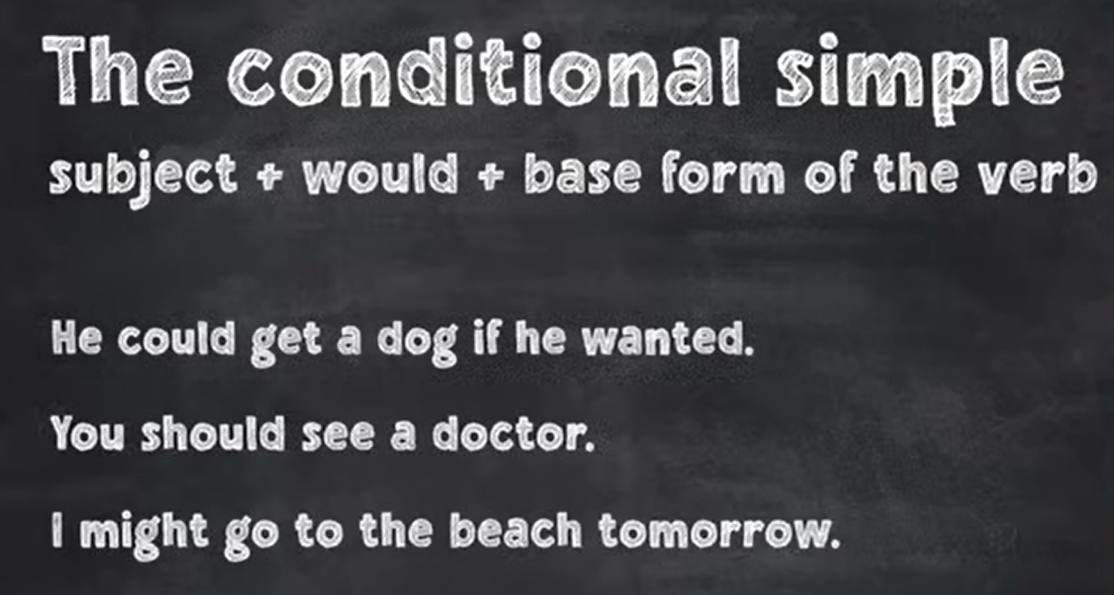 The conditional simple
subject + would + base form of the verb
He could get a dog if he wanted.
You should see a doctor.
I might go to the beach tomorrow.